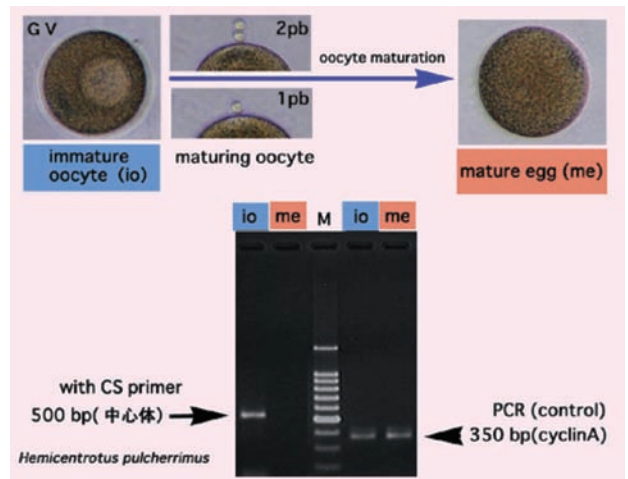 GV
2pb
oocyte maturation
1pb
immature
oocyte (io)
maturing oocyte
mature egg (me)
io me M io me
with CS primer
500 bp(中心体)
PCR (control)
350 bp(cyclinA)
Hemicentrotus pulcherrimus